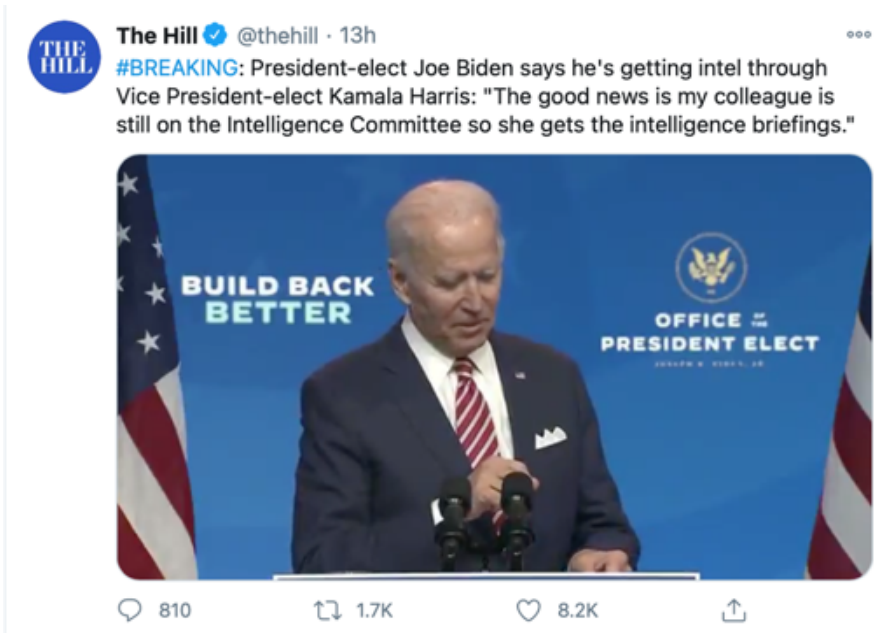 THE
HILL
The Hill @thehill · 13h
#BREAKING: President-elect Joe Biden says he's getting intel through
Vice President-elect Kamala Harris: "The good news is my colleague is
still on the Intelligence Committee so she gets the intelligence briefings."
BUILD BACK
BETTER
OFFICE OF THE
PRESIDENT ELECT
810 1.7K 8.2K